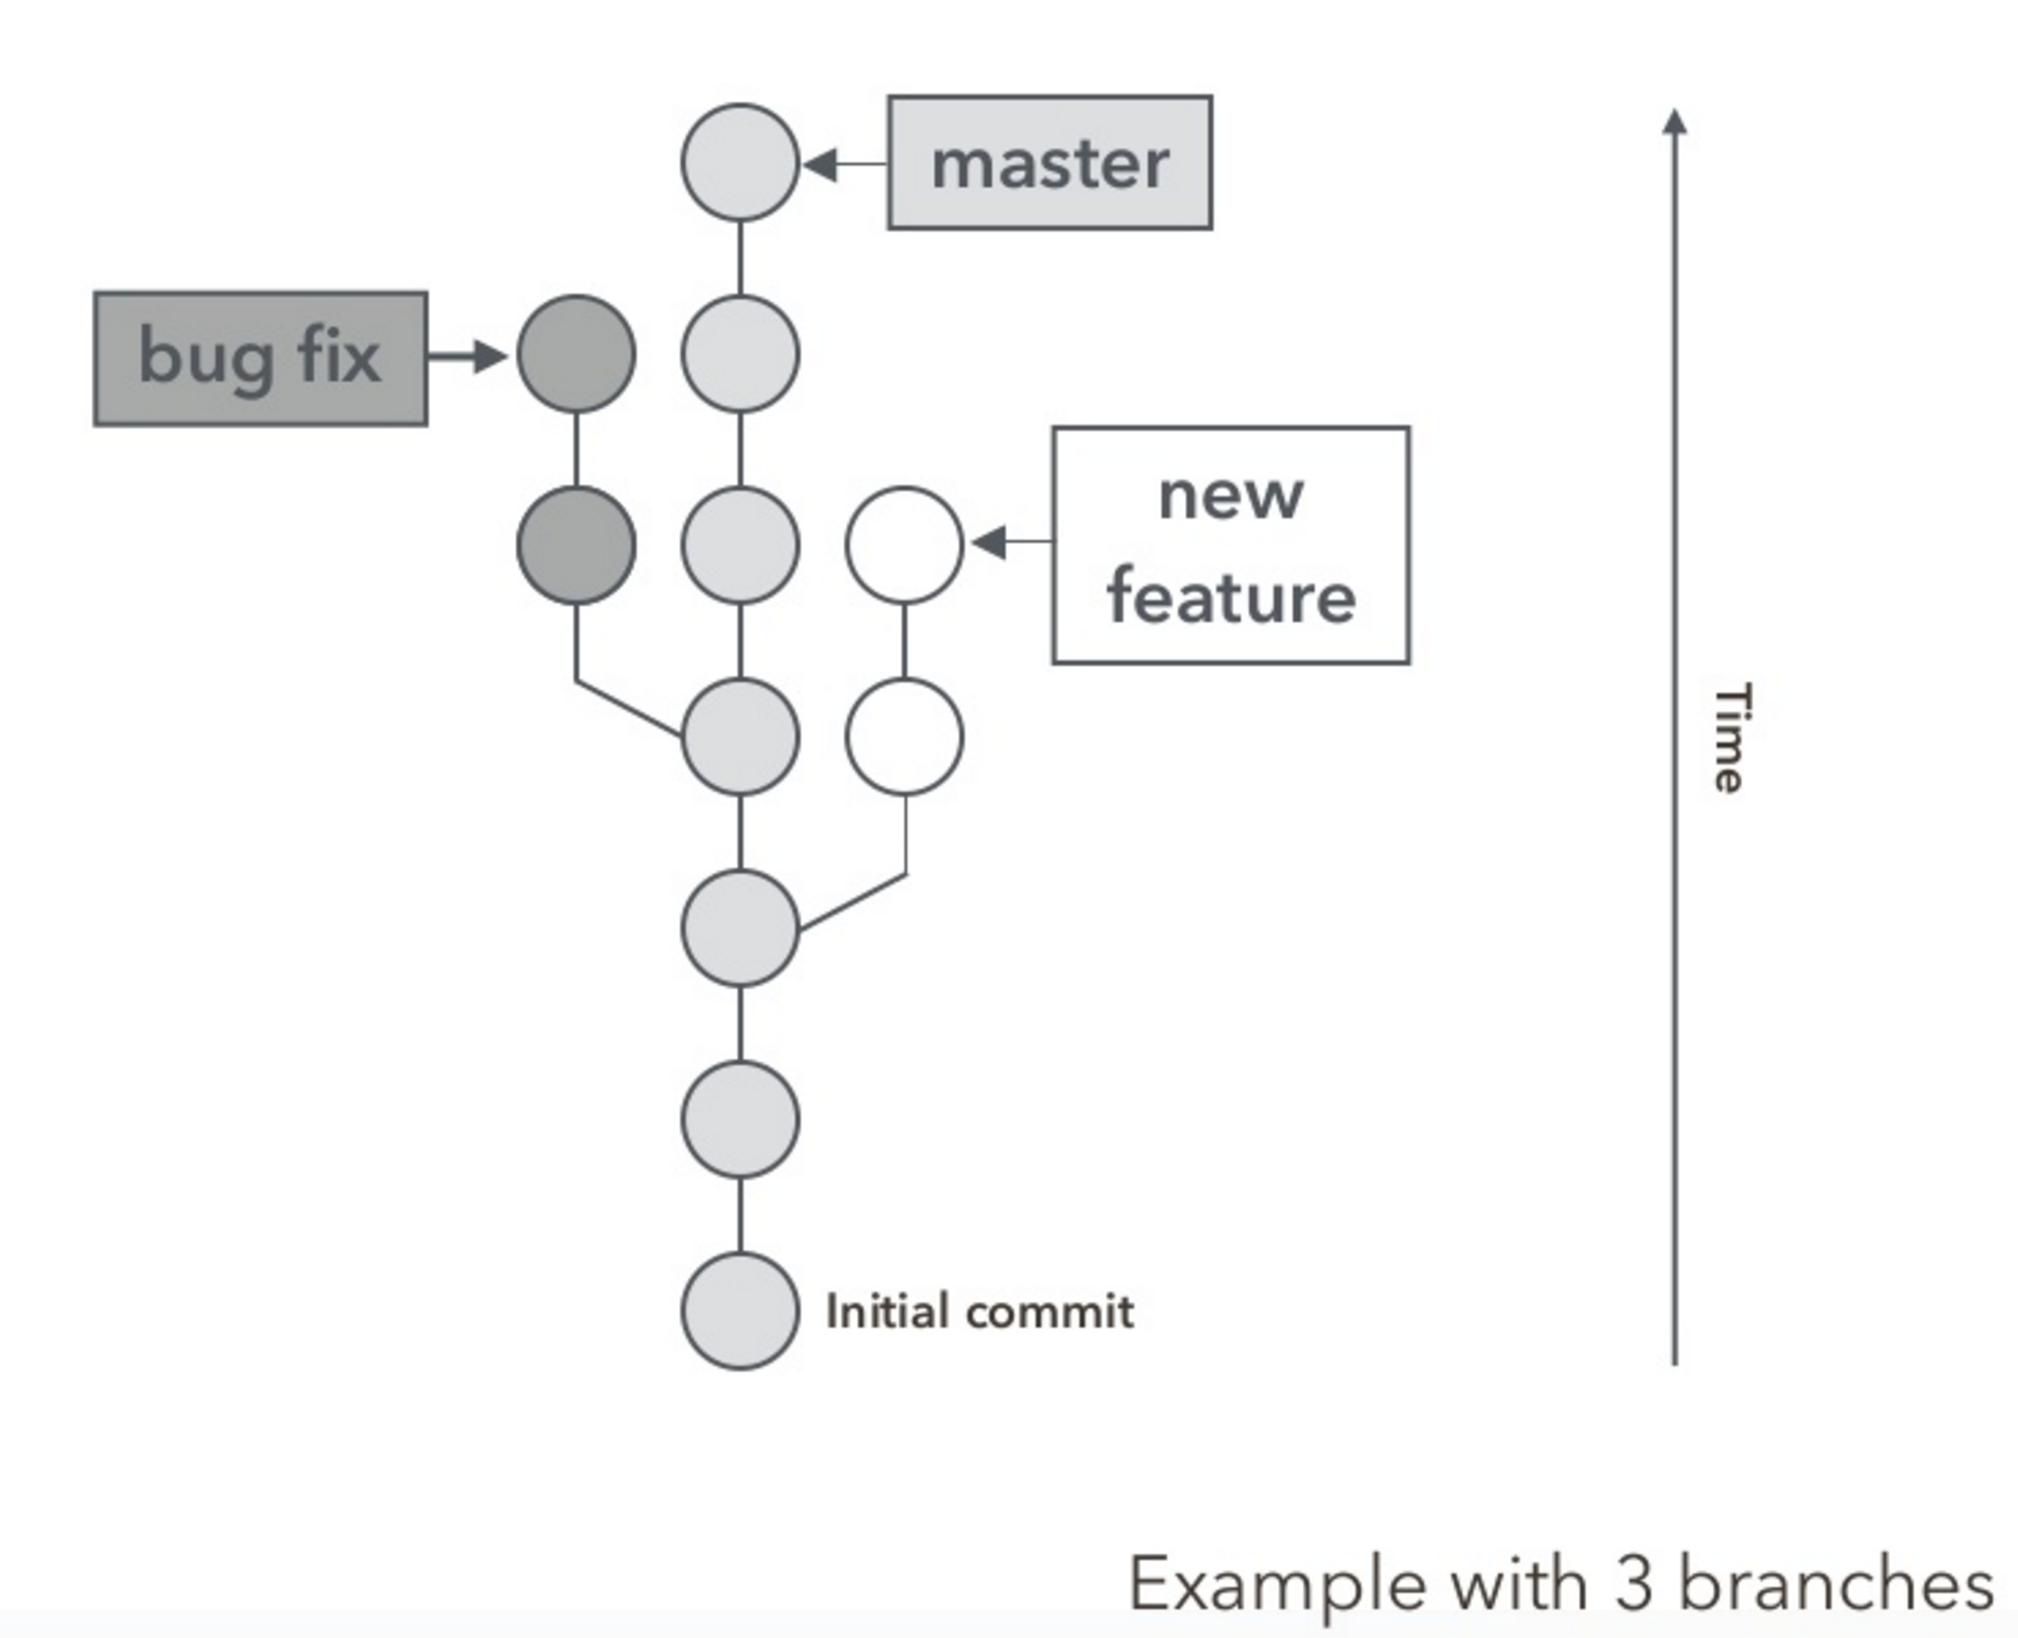 master
bug fix
new
feature
Time
Initial commit
Example with 3 branches